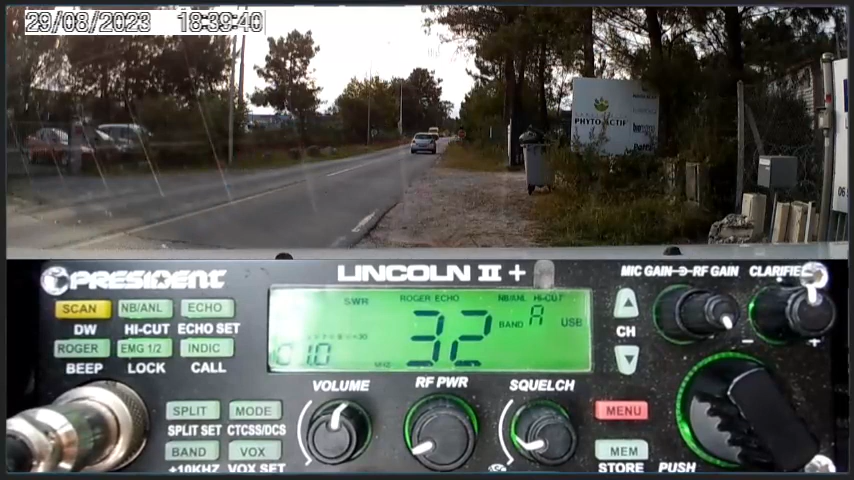 29/08/2023 18:39:40
PHYTO-ACTIF
PRESIDENT
LINCOLN II +
MIC GAIN RF GAIN CLARIFIER
SCAN NB/ANL ECHO
DW HI-CUT ECHO SET
ROGER EMG 1/2 INDIC
BEEP LOCK CALL
SWR ROGER ECHO NB/ANL HI-CUT
32 BAND A USB
1.0
MHZ
CH
- +
VOLUME RF PWR SQUELCH
SPLIT MODE
SPLIT SET CTCSS/DCS
BAND VOX
+10KHZ VOX SET
MENU
MEM
STORE PUSH